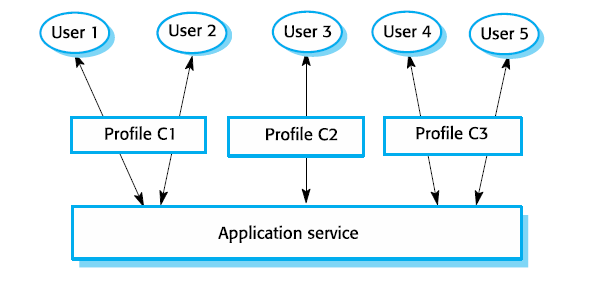 User 1
User 2
User 3
User 4
User 5
Profile C1
Profile C2
Profile C3
Application service